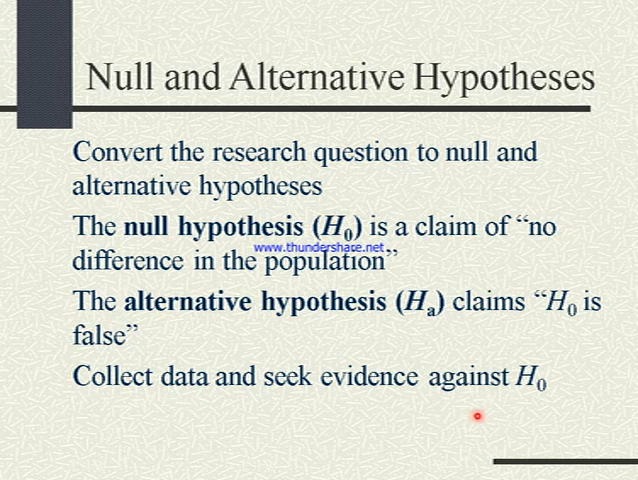 Null and Alternative Hypotheses
Convert the research question to null and
alternative hypotheses
The null hypothesis (H₀) is a claim of “no
www.thundershare.net
difference in the population”
The alternative hypothesis (Hₐ) claims “H₀ is
false”
Collect data and seek evidence against H₀